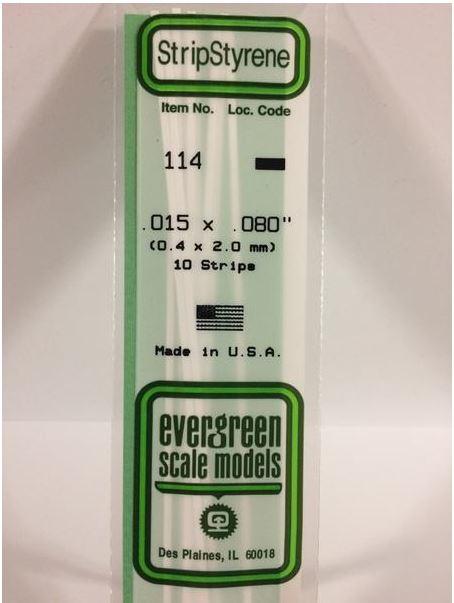 StripStyrene
Item No. Loc. Code
114
.015 x .080"
(0.4 x 2.0 mm)
10 Strips
Made in U.S.A.
evergreen
scale models
Des Plaines, IL 60018